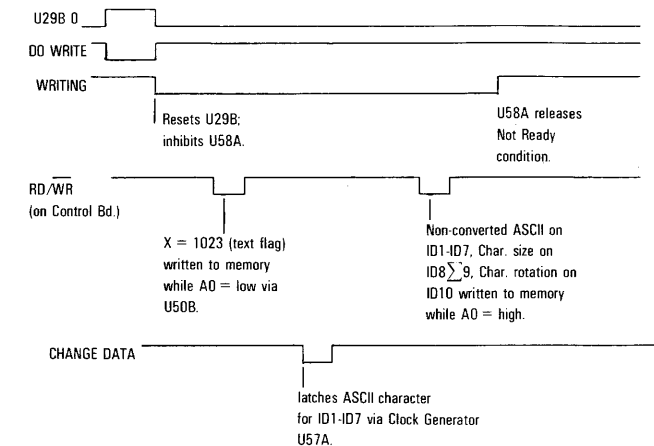 U29B Q
DO WRITE
WRITING
Resets U29B;
inhibits U58A.
U58A releases
Not Ready
condition.
RD/WR
(on Control Bd.)
X = 1023 (text flag)
written to memory
while A0 = low via
U50B.
Non-converted ASCII on
ID1-ID7, Char. size on
ID8∑9, Char. rotation on
ID10 written to memory
while A0 = high.
CHANGE DATA
latches ASCII character
for ID1-ID7 via Clock Generator
U57A.